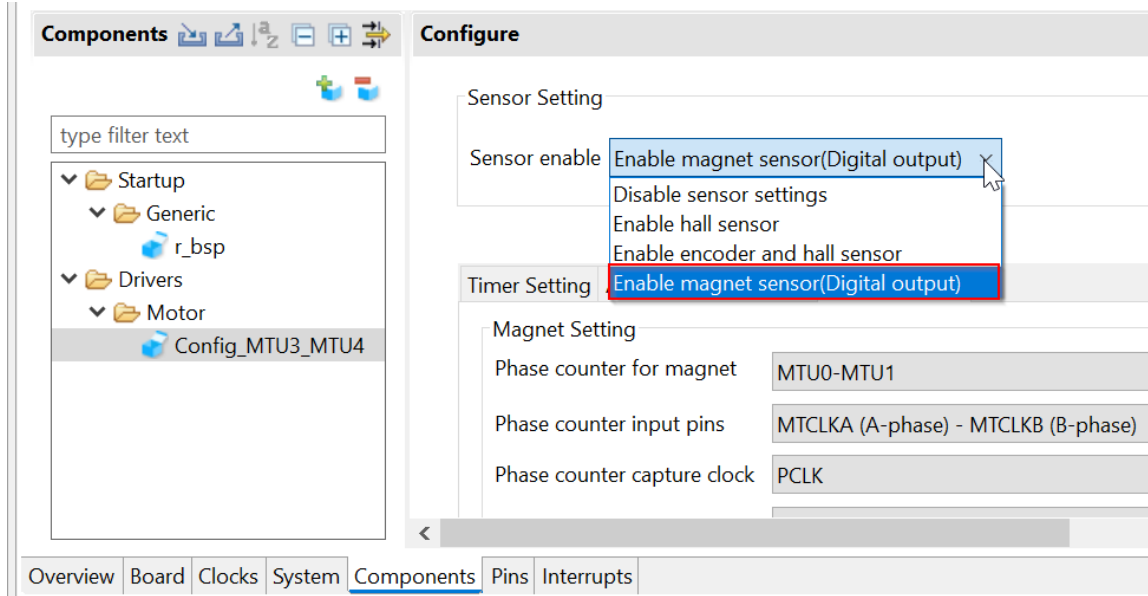 Components
Configure
type filter text
Startup
Generic
r_bsp
Drivers
Motor
Config_MTU3_MTU4
Sensor Setting
Sensor enable
Enable magnet sensor(Digital output)
Disable sensor settings
Enable hall sensor
Enable encoder and hall sensor
Enable magnet sensor(Digital output)
Timer Setting
Magnet Setting
Phase counter for magnet
MTU0-MTU1
Phase counter input pins
MTCLKA (A-phase) - MTCLKB (B-phase)
Phase counter capture clock
PCLK
Overview Board Clocks System Components Pins Interrupts